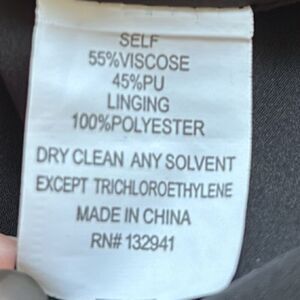 SELF
55%VISCOSE
45%PU
LINGING
100%POLYESTER
DRY CLEAN ANY SOLVENT
EXCEPT TRICHLOROETHYLENE
MADE IN CHINA
RN# 132941